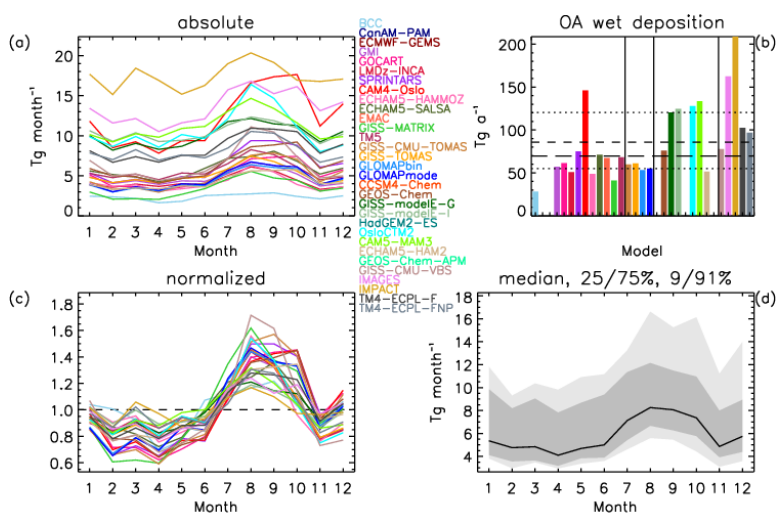 absolute
(a)
Tg month⁻¹
20
15
10
5
0
1 2 3 4 5 6 7 8 9 10 11 12
Month
BCC
CanAM-PAM
ECMWF-GEMS
GMI
GOCART
LMDz-INCA
SPRINTARS
CAM4-Oslo
ECHAM5-HAMMOZ
ECHAM5-SALSA
EMAC
GISS-MATRIX
TM5
GISS-CMU-TOMAS
GISS-TOMAS
GLOMAPbin
GLOMAPmode
CCSM4-Chem
GEOS-Chem
GISS-modelE-G
GISS-modelE-I
HadGEM2-ES
OsloCTM2
CAM5-MAM3
ECHAM5-HAM2
GEOS-Chem-APM
GISS-CMU-VBS
IMAGES
IMPACT
TM4-ECPL-F
TM4-ECPL-FNP
OA wet deposition
(b)
Tg a⁻¹
200
150
100
50
0
Model
normalized
(c)
1.8
1.6
1.4
1.2
1.0
0.8
0.6
1 2 3 4 5 6 7 8 9 10 11 12
Month
median, 25/75%, 9/91%
(d)
Tg month⁻¹
18
16
14
12
10
8
6
4
1 2 3 4 5 6 7 8 9 10 11 12
Month